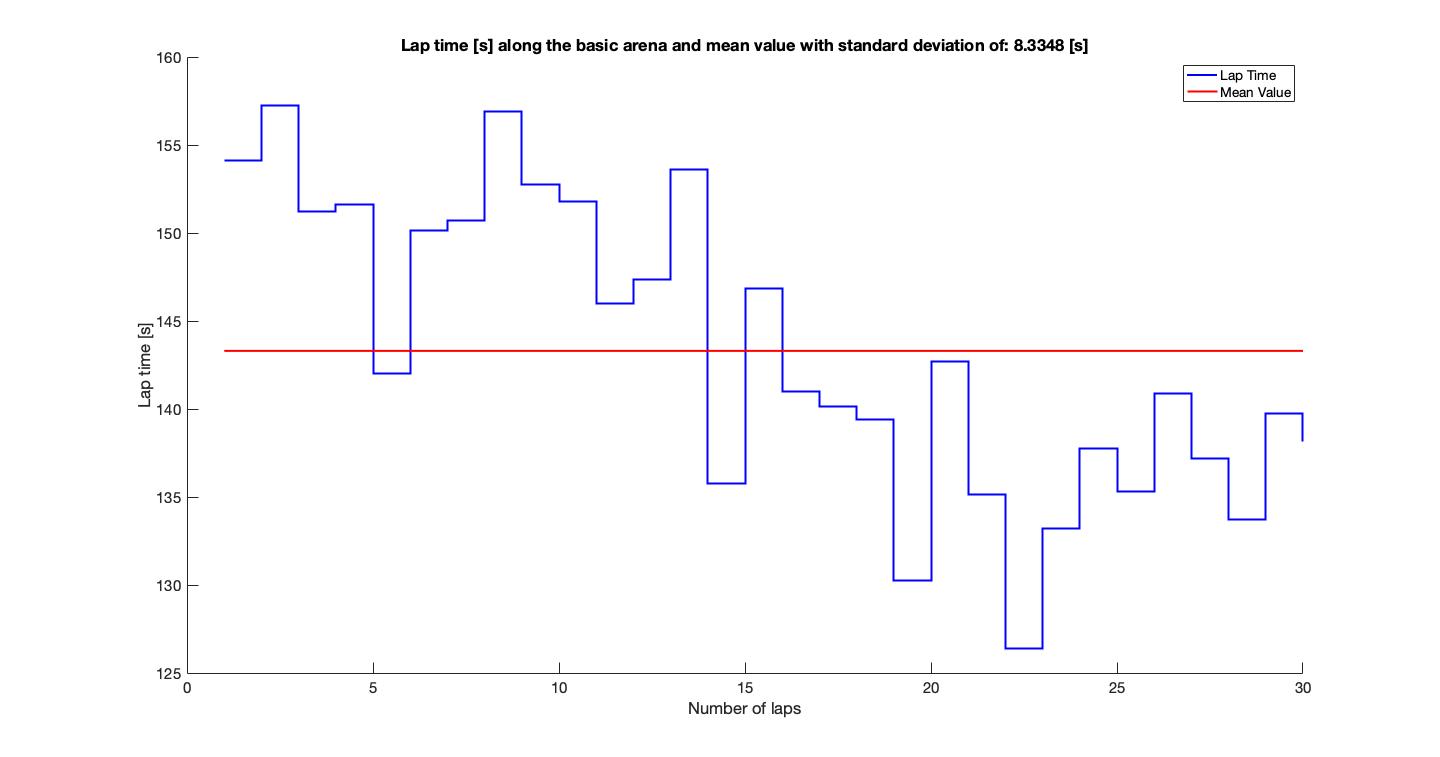 Lap time [s] along the basic arena and mean value with standard deviation of: 8.3348 [s]
Lap Time
Mean Value
160
155
150
145
140
135
130
125
Lap time [s]
0 5 10 15 20 25 30
Number of laps